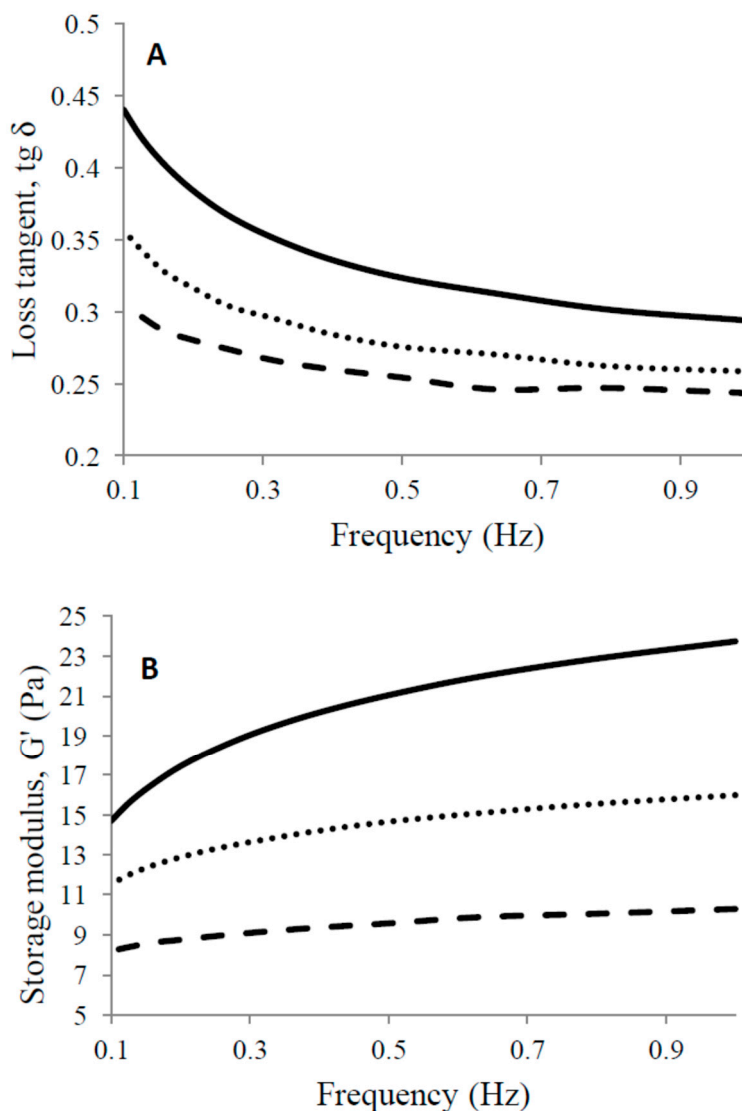 A
Loss tangent, tg δ
0.5
0.45
0.4
0.35
0.3
0.25
0.2
0.1 0.3 0.5 0.7 0.9
Frequency (Hz)
B
Storage modulus, G' (Pa)
25
23
21
19
17
15
13
11
9
7
5
0.1 0.3 0.5 0.7 0.9
Frequency (Hz)